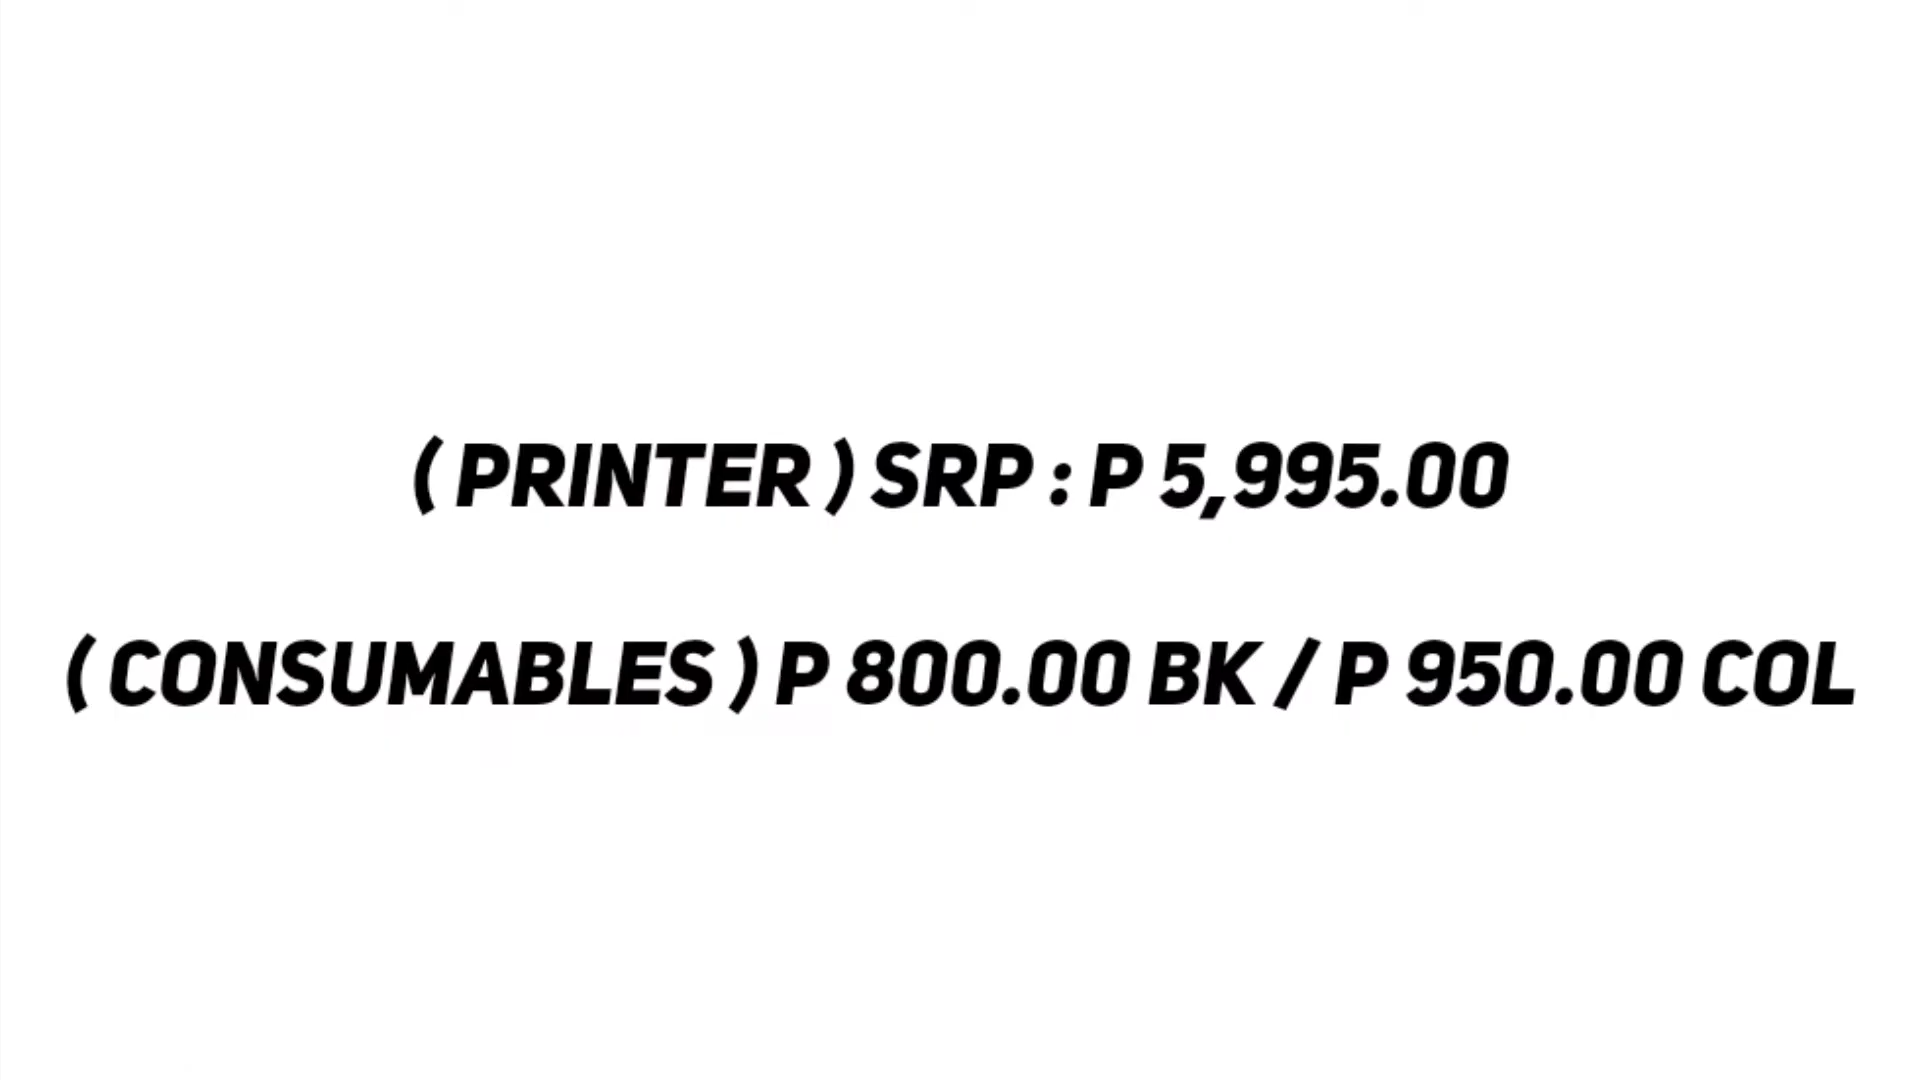 ( PRINTER ) SRP : P 5,995.00
( CONSUMABLES ) P 800.00 BK / P 950.00 COL